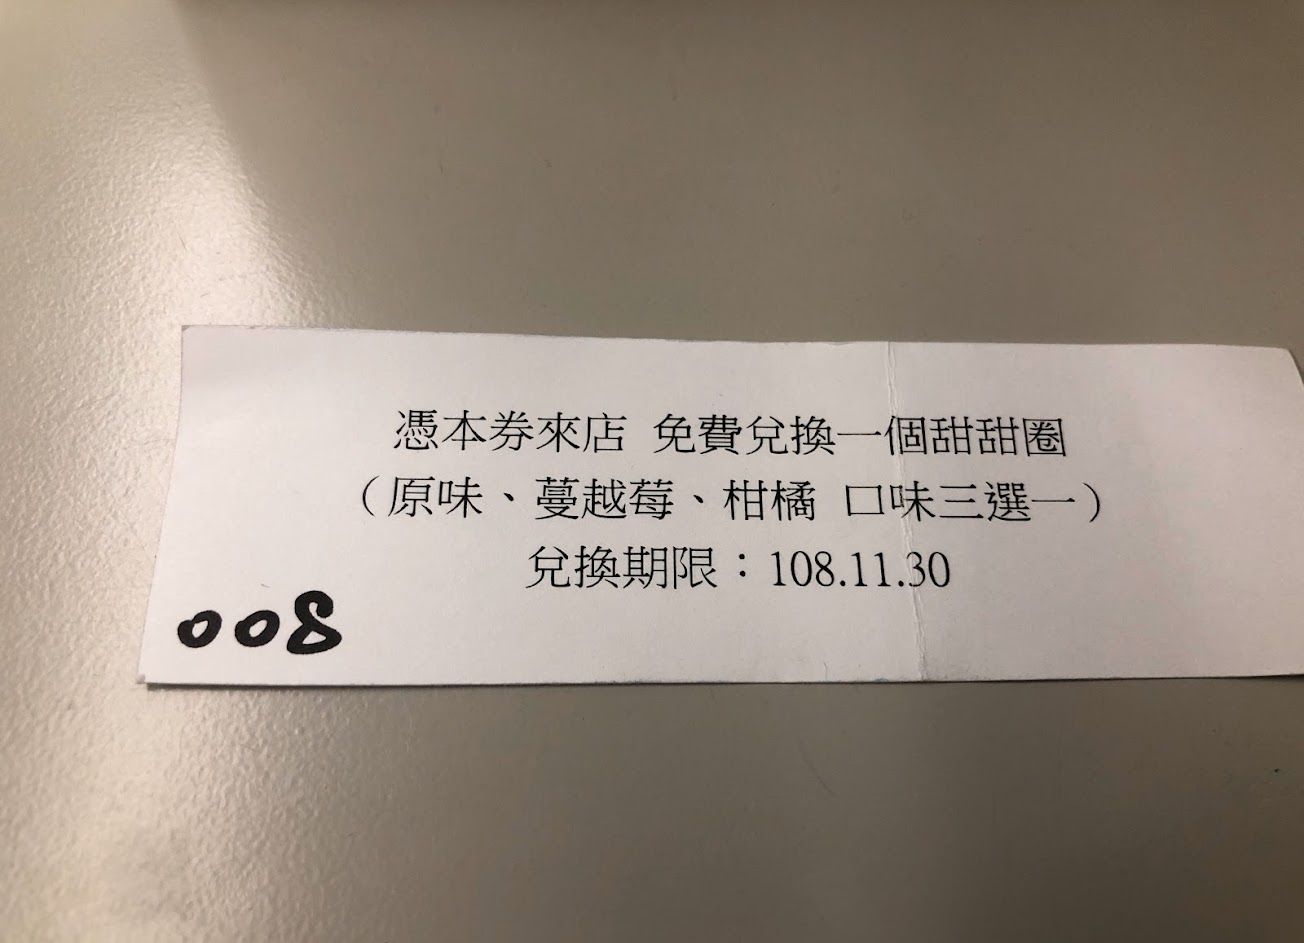 憑本券來店 免費兌換一個甜甜圈
（原味、蔓越莓、柑橘 口味三選一）
兌換期限：108.11.30
008